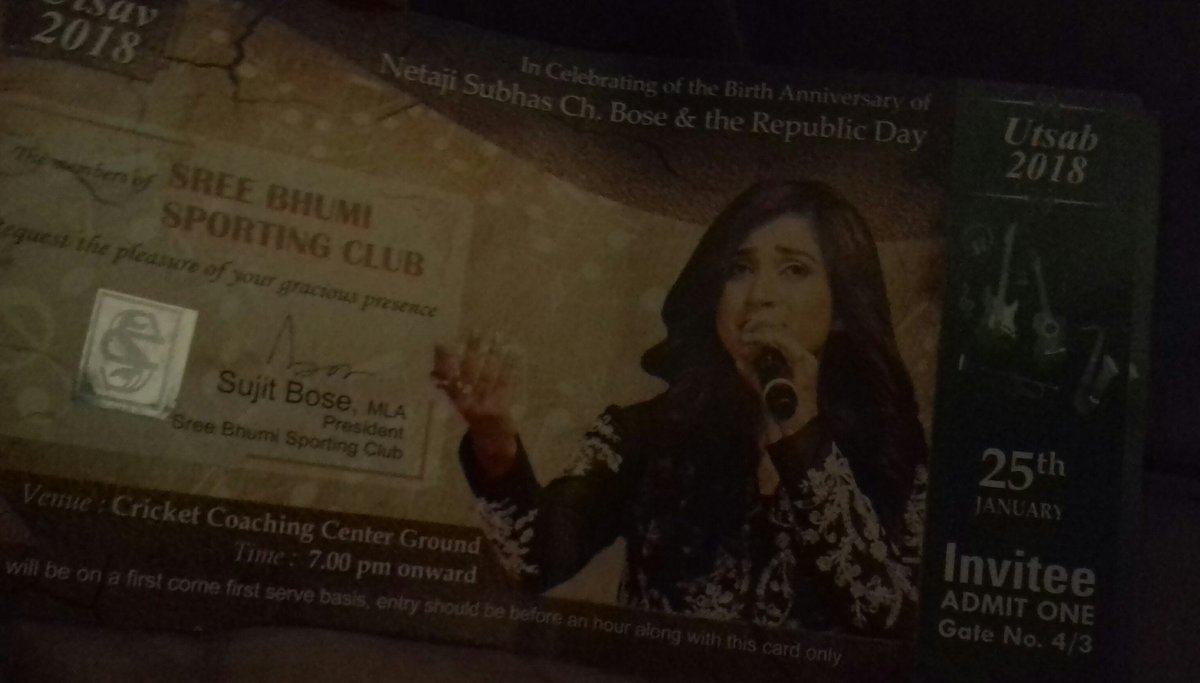 Utsav
2018
In Celebrating of the Birth Anniversary of
Netaji Subhas Ch. Bose & the Republic Day
The members of SREE BHUMI
SPORTING CLUB
Request the pleasure of your gracious presence
Sujit Bose, MLA
President
Sree Bhumi Sporting Club
Venue : Cricket Coaching Center Ground
Time : 7.00 pm onward
will be on a first come first serve basis, entry should be before an hour along with this card only
Utsab
2018
25th
JANUARY
Invitee
ADMIT ONE
Gate No. 4/3